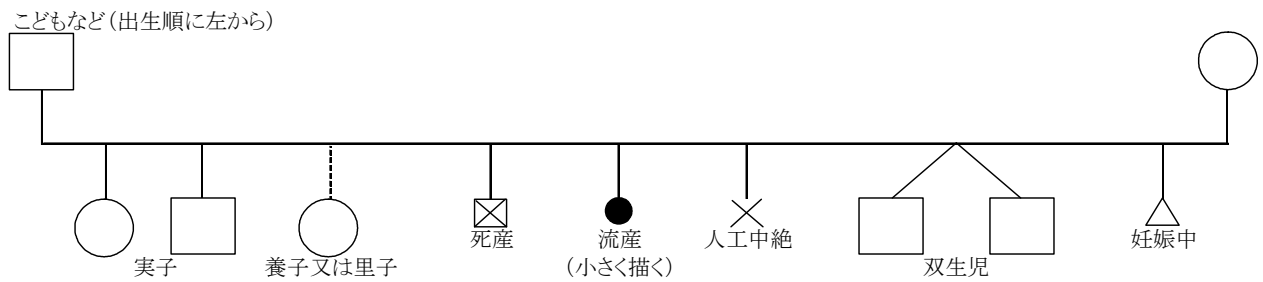 こどもなど（出生順に左から）
実子
養子又は里子
死産
流産
（小さく描く）
人工中絶
双生児
妊娠中